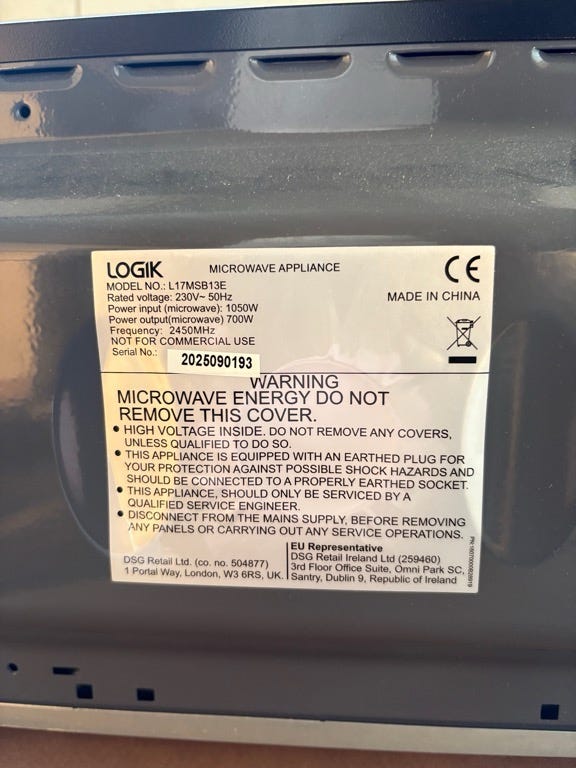 LOGIK MICROWAVE APPLIANCE
MODEL NO.: L17MSB13E
Rated voltage: 230V~ 50Hz
Power input (microwave): 1050W
Power output(microwave) 700W
Frequency: 2450MHz
NOT FOR COMMERCIAL USE
Serial No.: 2025090193
CE
MADE IN CHINA
WARNING
MICROWAVE ENERGY DO NOT
REMOVE THIS COVER.
• HIGH VOLTAGE INSIDE. DO NOT REMOVE ANY COVERS,
UNLESS QUALIFIED TO DO SO.
• THIS APPLIANCE IS EQUIPPED WITH AN EARTHED PLUG FOR
YOUR PROTECTION AGAINST POSSIBLE SHOCK HAZARDS AND
SHOULD BE CONNECTED TO A PROPERLY EARTHED SOCKET.
• THIS APPLIANCE, SHOULD ONLY BE SERVICED BY A
QUALIFIED SERVICE ENGINEER.
• DISCONNECT FROM THE MAINS SUPPLY, BEFORE REMOVING
ANY PANELS OR CARRYING OUT ANY SERVICE OPERATIONS.
DSG Retail Ltd. (co. no. 504877)
1 Portal Way, London, W3 6RS, UK.
EU Representative
DSG Retail Ireland Ltd (259460)
3rd Floor Office Suite, Omni Park SC,
Santry, Dublin 9, Republic of Ireland